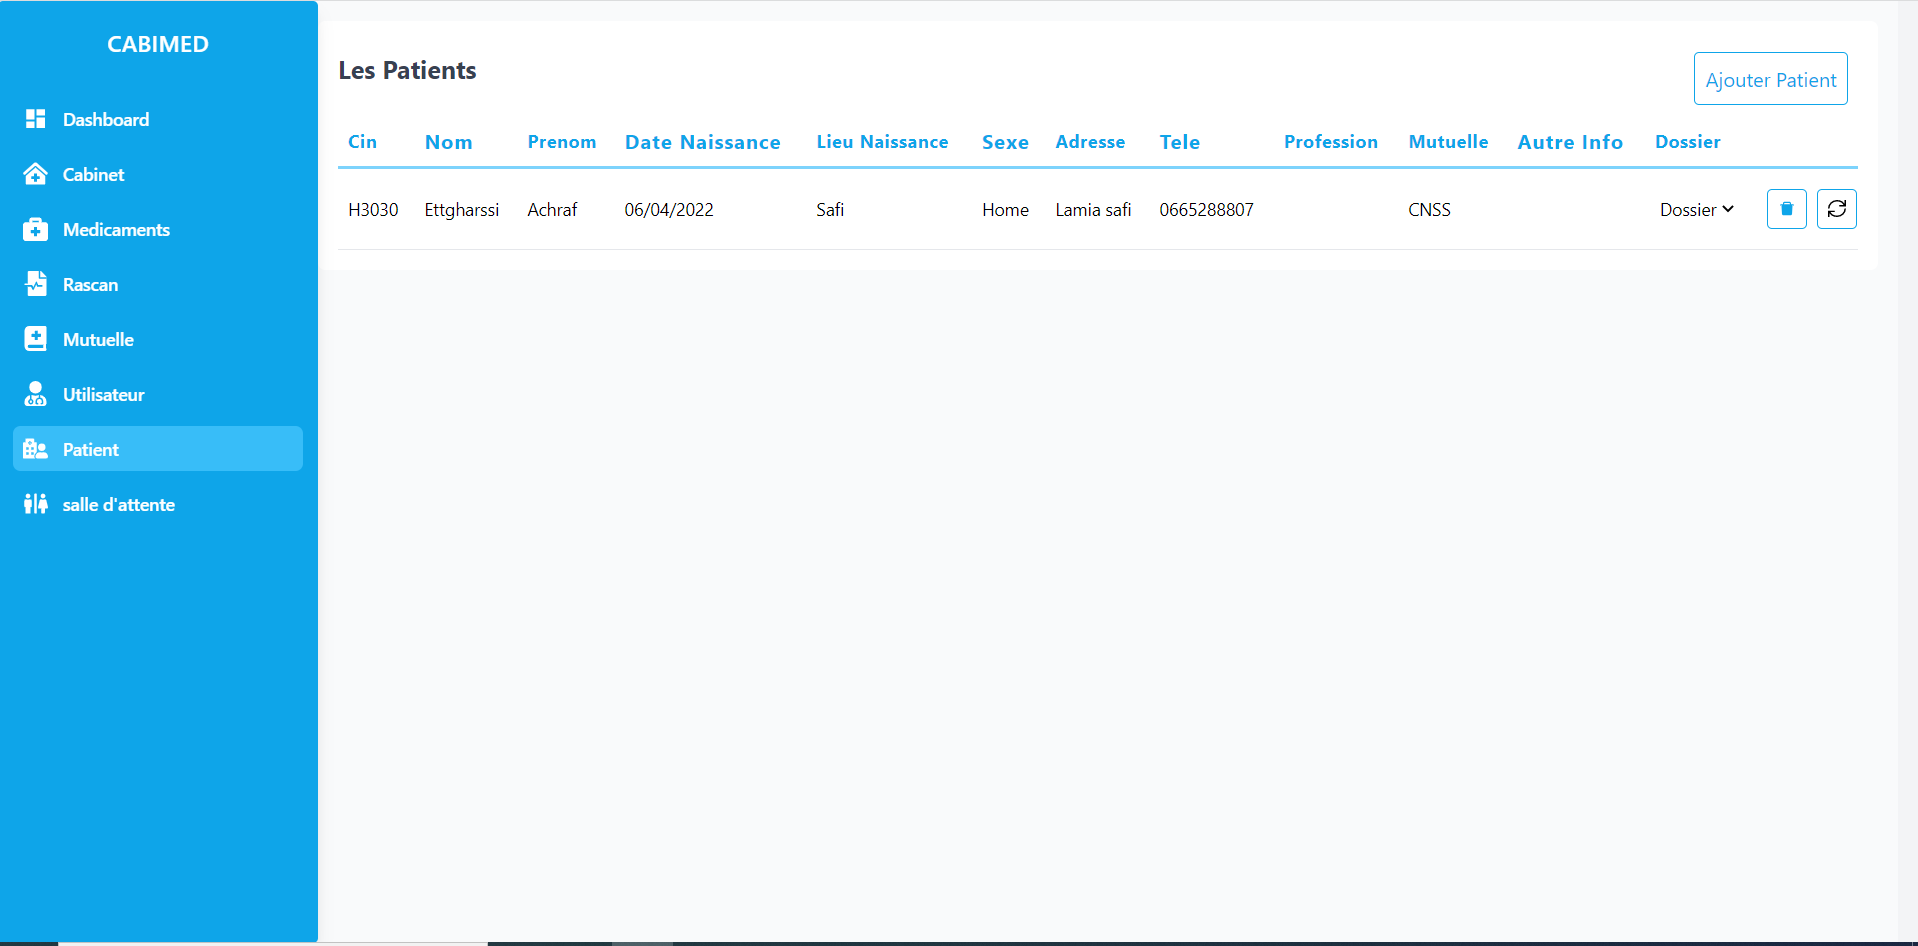 CABIMED
Dashboard
Cabinet
Medicaments
Rascan
Mutuelle
Utilisateur
Patient
salle d'attente
Les Patients
Ajouter Patient
Cin Nom Prenom Date Naissance Lieu Naissance Sexe Adresse Tele Profession Mutuelle Autre Info Dossier
H3030 Ettgharssi Achraf 06/04/2022 Safi Home Lamia safi 0665288807 CNSS Dossier